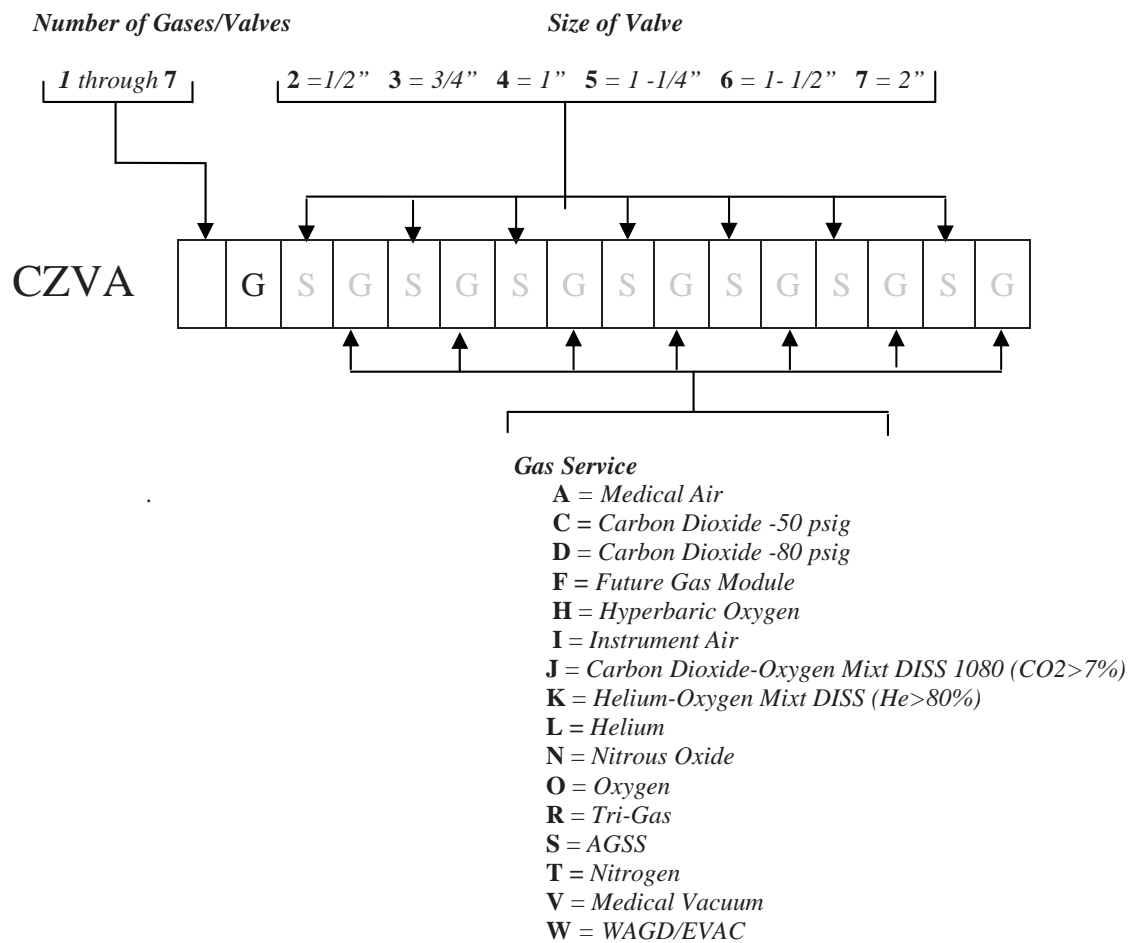 Number of Gases/Valves Size of Valve
1 through 7 2 =1/2” 3 = 3/4” 4 = 1” 5 = 1 -1/4” 6 = 1- 1/2” 7 = 2”
CZVA G S G S G S G S G S G S G S G
Gas Service
.
A = Medical Air
C = Carbon Dioxide -50 psig
D = Carbon Dioxide -80 psig
F = Future Gas Module
H = Hyperbaric Oxygen
I = Instrument Air
J = Carbon Dioxide-Oxygen Mixt DISS 1080 (CO2>7%)
K = Helium-Oxygen Mixt DISS (He>80%)
L = Helium
N = Nitrous Oxide
O = Oxygen
R = Tri-Gas
S = AGSS
T = Nitrogen
V = Medical Vacuum
W = WAGD/EVAC